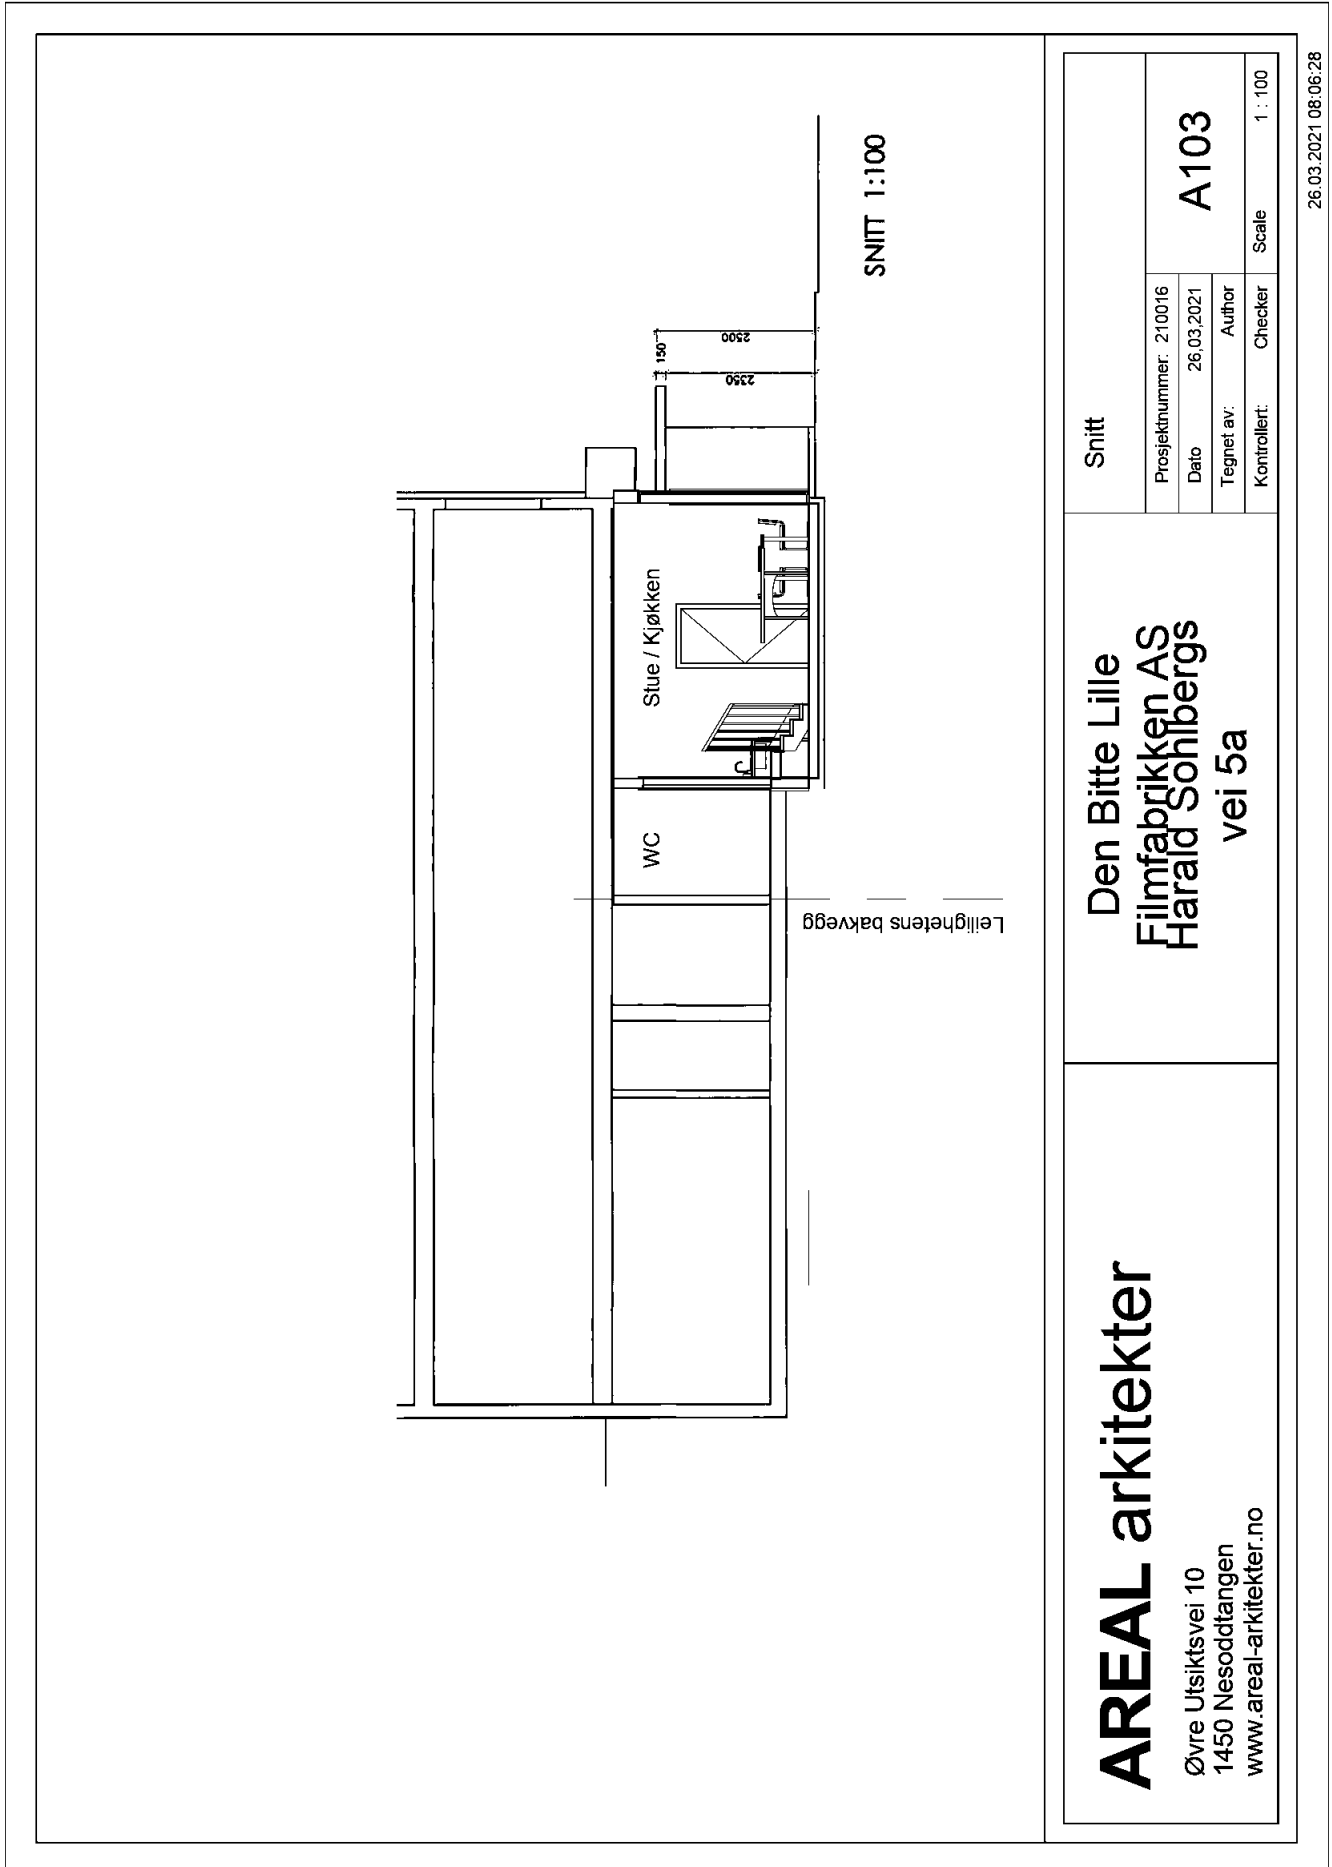 Stue / Kjøkken
WC
Leilighetens bakvegg
150
2350
2500
SNITT 1:100
AREAL arkitekter
Øvre Utsiktsvei 10
1450 Nesoddtangen
www.areal-arkitekter.no
Den Bitte Lille
Filmfabrikken AS
Harald Sohlbergs
vei 5a
Snitt
Prosjektnummer: 210016
Dato 26,03,2021
Tegnet av: Author
Kontrollert: Checker
A103
Scale 1 : 100
26.03.2021 08:06:28